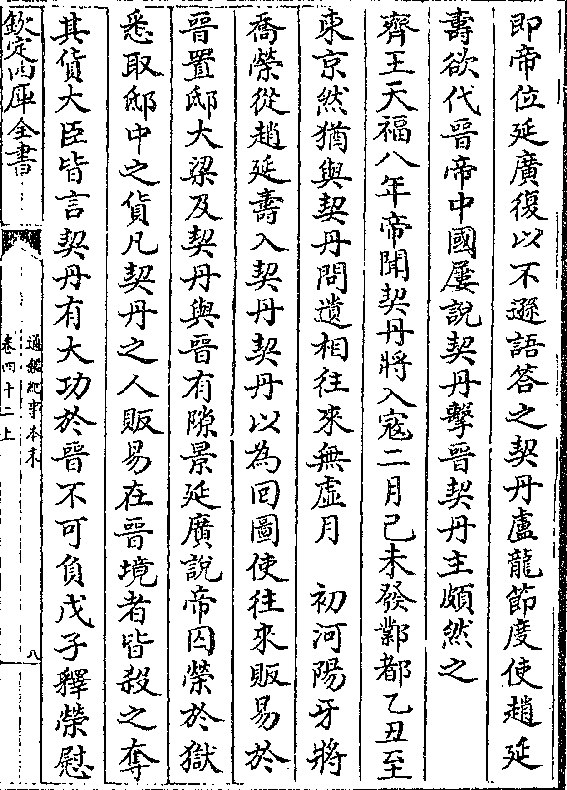 即帝位延廣復以不遜語答之契丹盧龍節度使趙延
壽欲代晉帝中國屢說契丹擊晉契丹主頗然之
齊王天福八年帝聞契丹將入寇二月己未發鄴都乙丑至
東京然猶與契丹問遺相往來無虛月　初河陽牙將
喬榮從趙延壽入契丹契丹以為回圖使往來販易於
晉置邸大梁及契丹與晉有隙景延廣說帝囚榮於獄
悉取邸中之貨凡契丹之人販易在晉境者皆殺之奪
其貨大臣皆言契丹有大功於晉不可負戊子釋榮慰
欽定四庫全書
通鑑紀事本末
卷四十二上
八